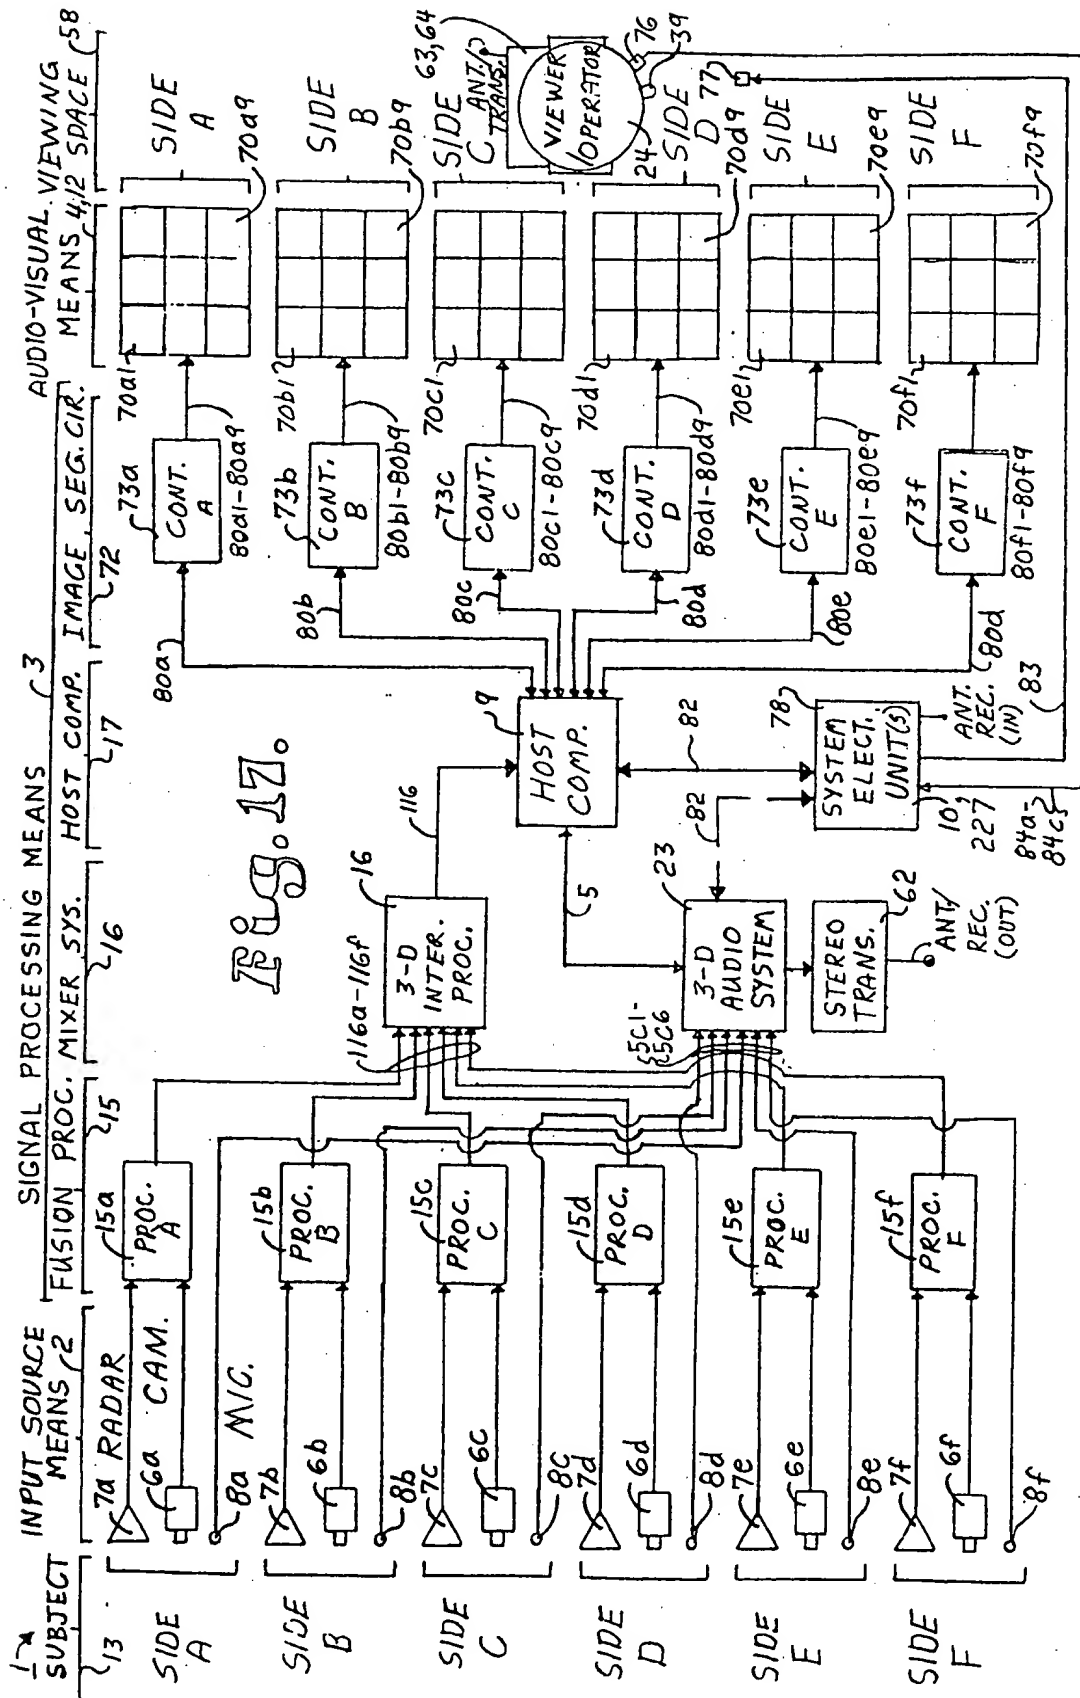 1
SUBJECT
13
INPUT SOURCE
MEANS 2
SIGNAL PROCESSING MEANS 3
FUSION PROC.
15
MIXER SYS.
16
HOST COMP.
17
IMAGE SEG. CIR.
72
AUDIO-VISUAL VIEWING
MEANS 4,12 SPACE 58
SIDE
A
7a RADAR
6a CAM.
8a MIC.
15a
PROC.
A
80a
73a
CONT.
A
80a1-80a9
70a1
70a9
SIDE
A
SIDE
B
7b
6b
8b
15b
PROC.
B
80b
73b
CONT.
B
80b1-80b9
70b1
70b9
SIDE
B
SIDE
C
7c
6c
8c
15c
PROC.
C
80c
73c
CONT.
C
80c1-80c9
70c1
SIDE
C
SIDE
D
7d
6d
8d
15d
PROC.
D
80d
73d
CONT.
D
80d1-80d9
70d1
70d9
SIDE
D
SIDE
E
7e
6e
8e
15e
PROC.
E
80e
73e
CONT.
E
80e1-80e9
70e1
70e9
SIDE
E
SIDE
F
7f
6f
8f
15f
PROC.
F
80d
73f
CONT.
F
80f1-80f9
70f1
70f9
SIDE
F
Fig. 17.
116a-116f
16
3-D
INTER.
PROC.
116
9
HOST
COMP.
5
82
82
5C1-
5C6
23
3-D
AUDIO
SYSTEM
STEREO
TRANS.
62
ANT/
REC.
(OUT)
78
SYSTEM
ELECT.
UNIT(S)
10,
227
ANT.
REC.
(IN)
83
84a-
84c
ANT./
TRANS.
63,64
VIEWER
/OPERATOR
24
76
39
77